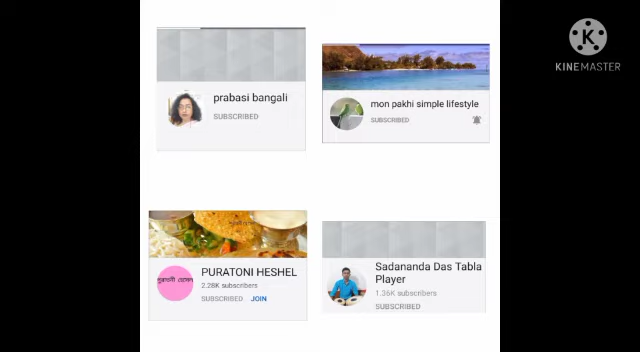 prabasi bangali
SUBSCRIBED
mon pakhi simple lifestyle
SUBSCRIBED
PURATONI HESHEL
2.28K subscribers
SUBSCRIBED JOIN
Sadananda Das Tabla
Player
1.36K subscribers
SUBSCRIBED
K
KINEMASTER